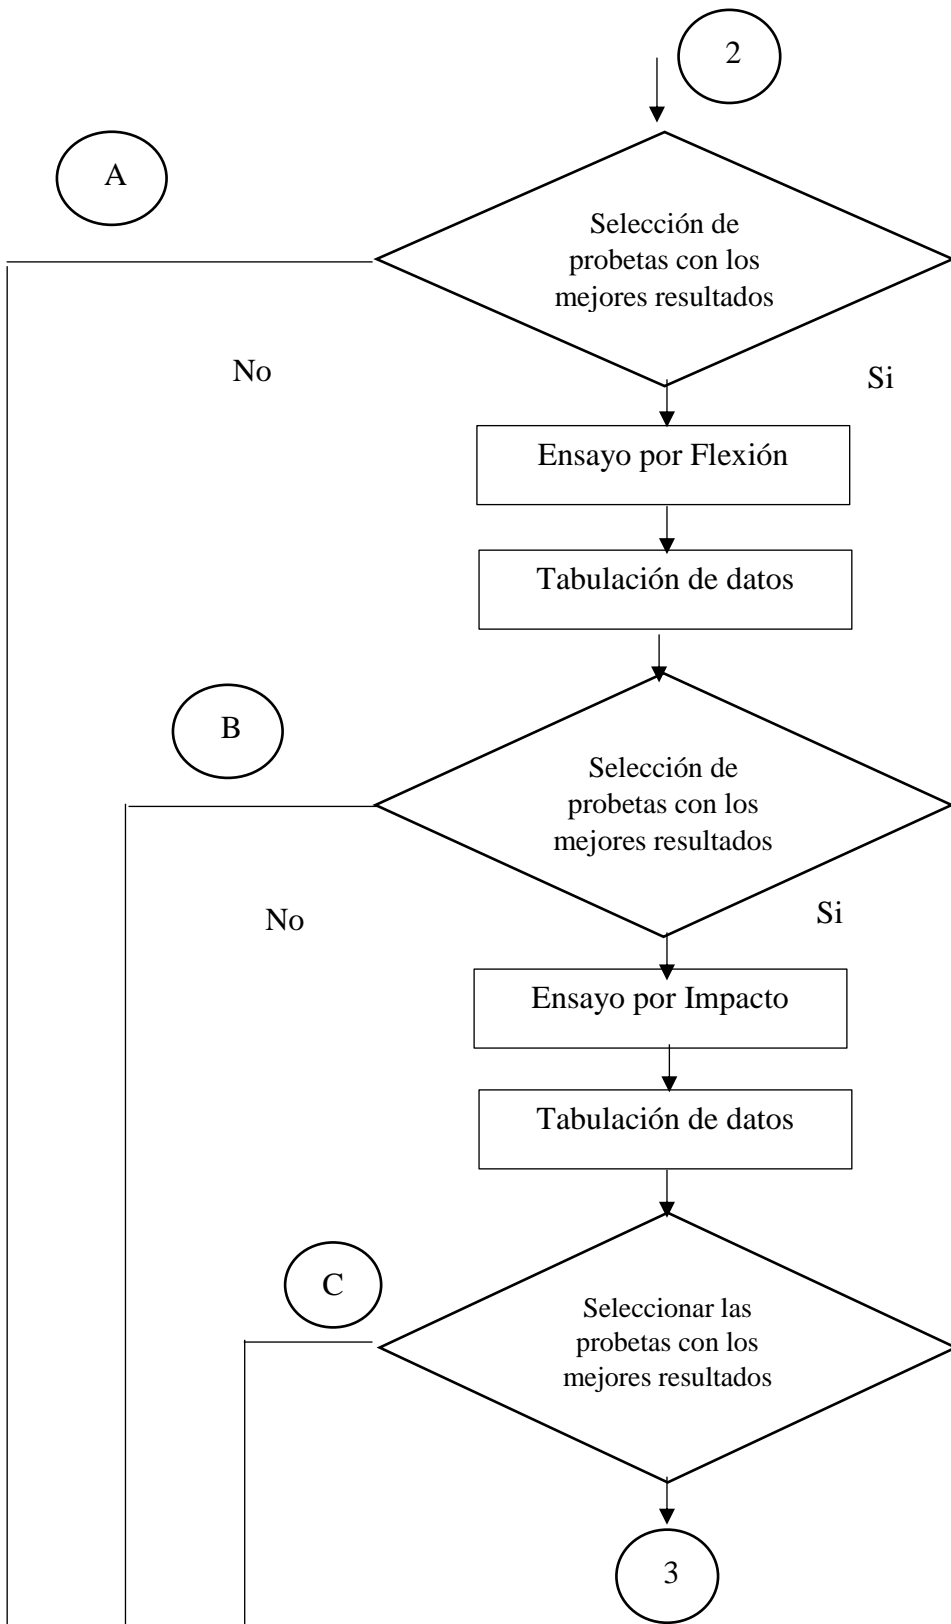 2
A
Selección de
probetas con los
mejores resultados
No
Si
Ensayo por Flexión
Tabulación de datos
B
Selección de
probetas con los
mejores resultados
No
Si
Ensayo por Impacto
Tabulación de datos
C
Seleccionar las
probetas con los
mejores resultados
3